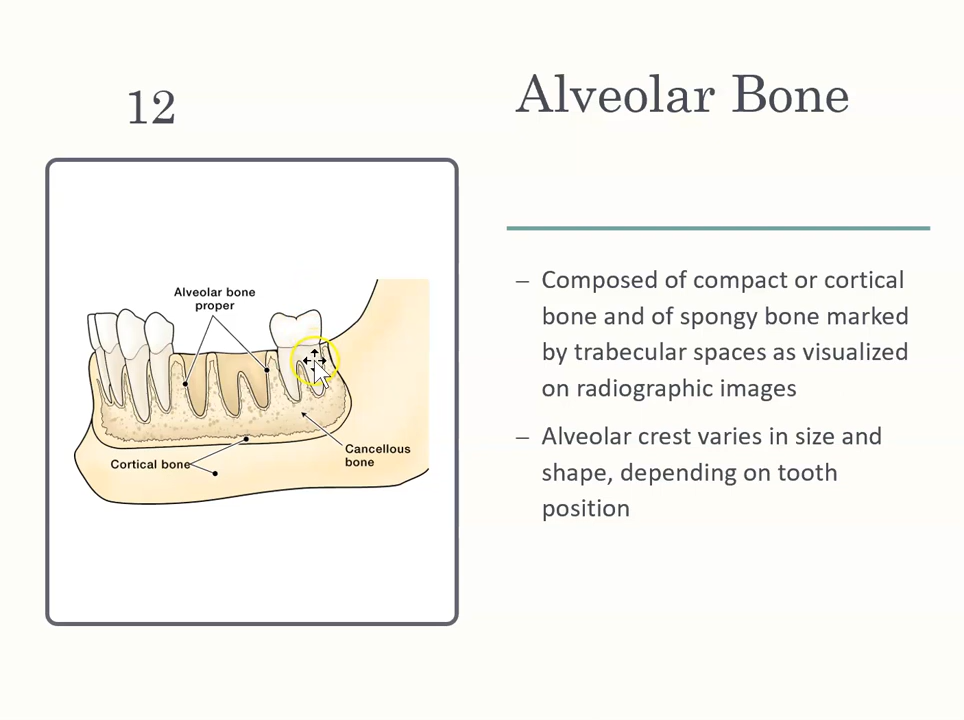 12
Alveolar Bone
Alveolar bone
proper
Cortical bone
Cancellous
bone
– Composed of compact or cortical
bone and of spongy bone marked
by trabecular spaces as visualized
on radiographic images
– Alveolar crest varies in size and
shape, depending on tooth
position